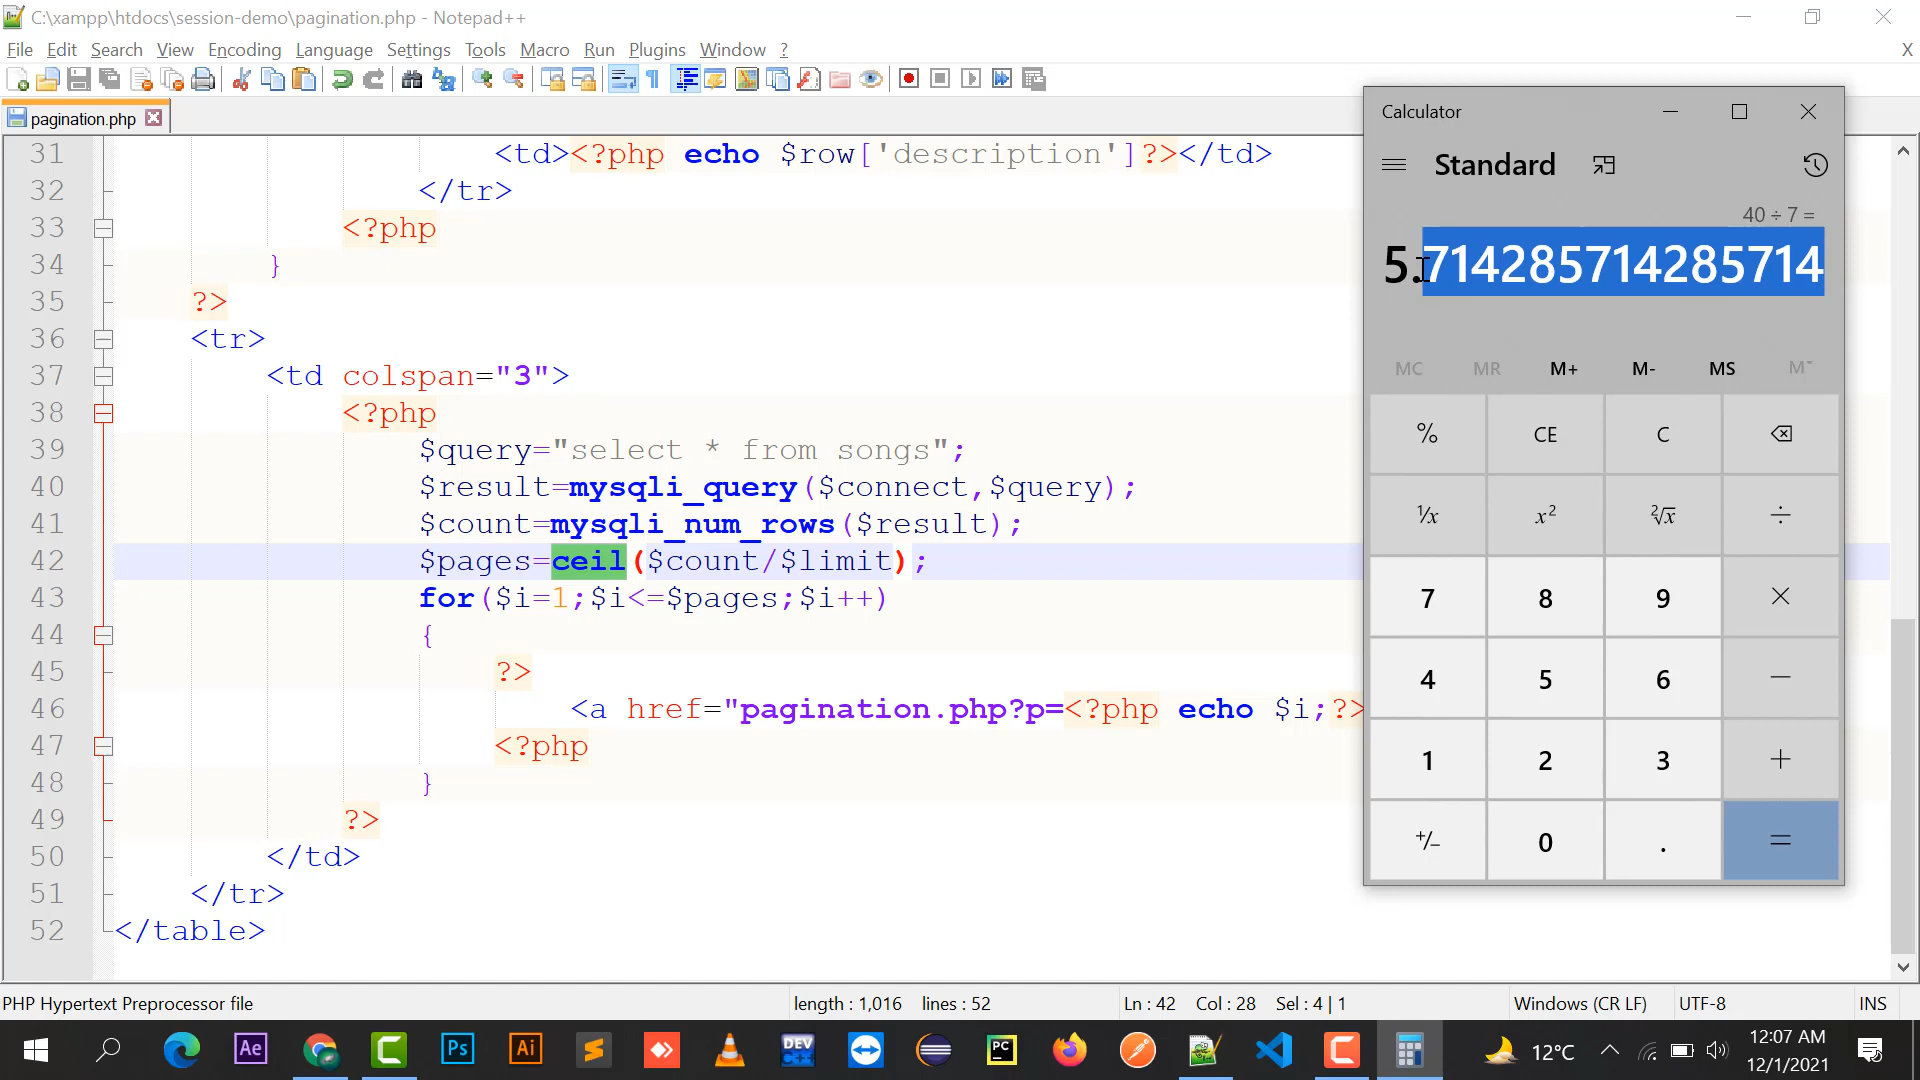 C:\xampp\htdocs\session-demo\pagination.php - Notepad++
File Edit Search View Encoding Language Settings Tools Macro Run Plugins Window ? X
pagination.php
31 <td><?php echo $row['description']?></td>
32 </tr>
33 <?php
34 }
35 ?>
36 <tr>
37 <td colspan="3">
38 <?php
39 $query="select * from songs";
40 $result=mysqli_query($connect,$query);
41 $count=mysqli_num_rows($result);
42 $pages=ceil($count/$limit);
43 for($i=1;$i<=$pages;$i++)
44 {
45 ?>
46 <a href="pagination.php?p=<?php echo $i;?>
47 <?php
48 }
49 ?>
50 </td>
51 </tr>
52 </table>
Calculator
Standard
40 ÷ 7 =
5.714285714285714
MC MR M+ M- MS M˅
% CE C
¹/x x² ²√x ÷
7 8 9 ×
4 5 6 −
1 2 3 +
+/− 0 . =
PHP Hypertext Preprocessor file length : 1,016 lines : 52 Ln : 42 Col : 28 Sel : 4 | 1 Windows (CR LF) UTF-8 INS
Ae Ps Ai DEV PC 12°C 12:07 AM
12/1/2021